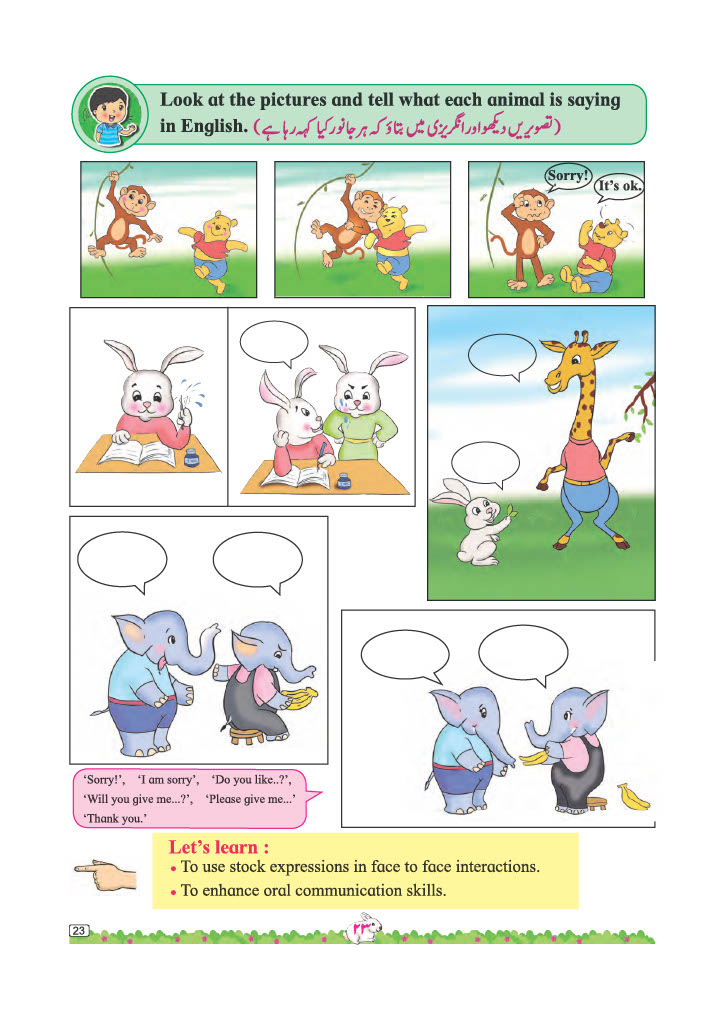 Look at the pictures and tell what each animal is saying
in English. (تصویریں دیکھو اور انگریزی میں بتاؤ کہ ہر جانور کیا کہہ رہا ہے)
Sorry!
It's ok.
'Sorry!', 'I am sorry', 'Do you like..?',
'Will you give me...?', 'Please give me...'
'Thank you.'
Let's learn :
• To use stock expressions in face to face interactions.
• To enhance oral communication skills.
23
۲۳